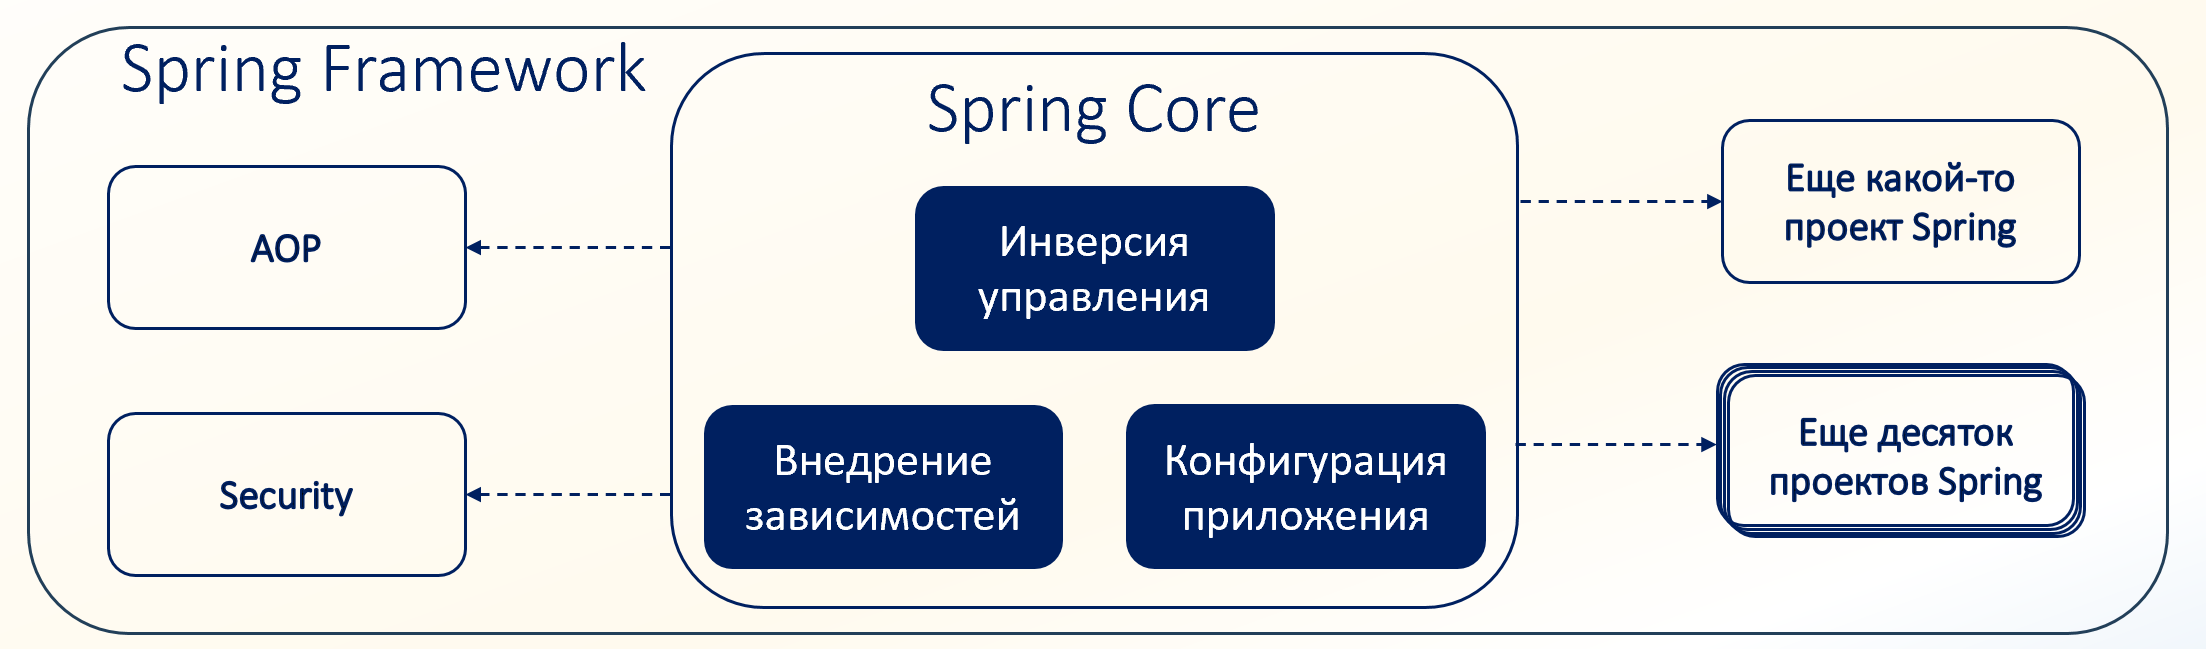 Spring Framework
Spring Core
AOP
Security
Инверсия
управления
Внедрение
зависимостей
Конфигурация
приложения
Еще какой-то
проект Spring
Еще десяток
проектов Spring